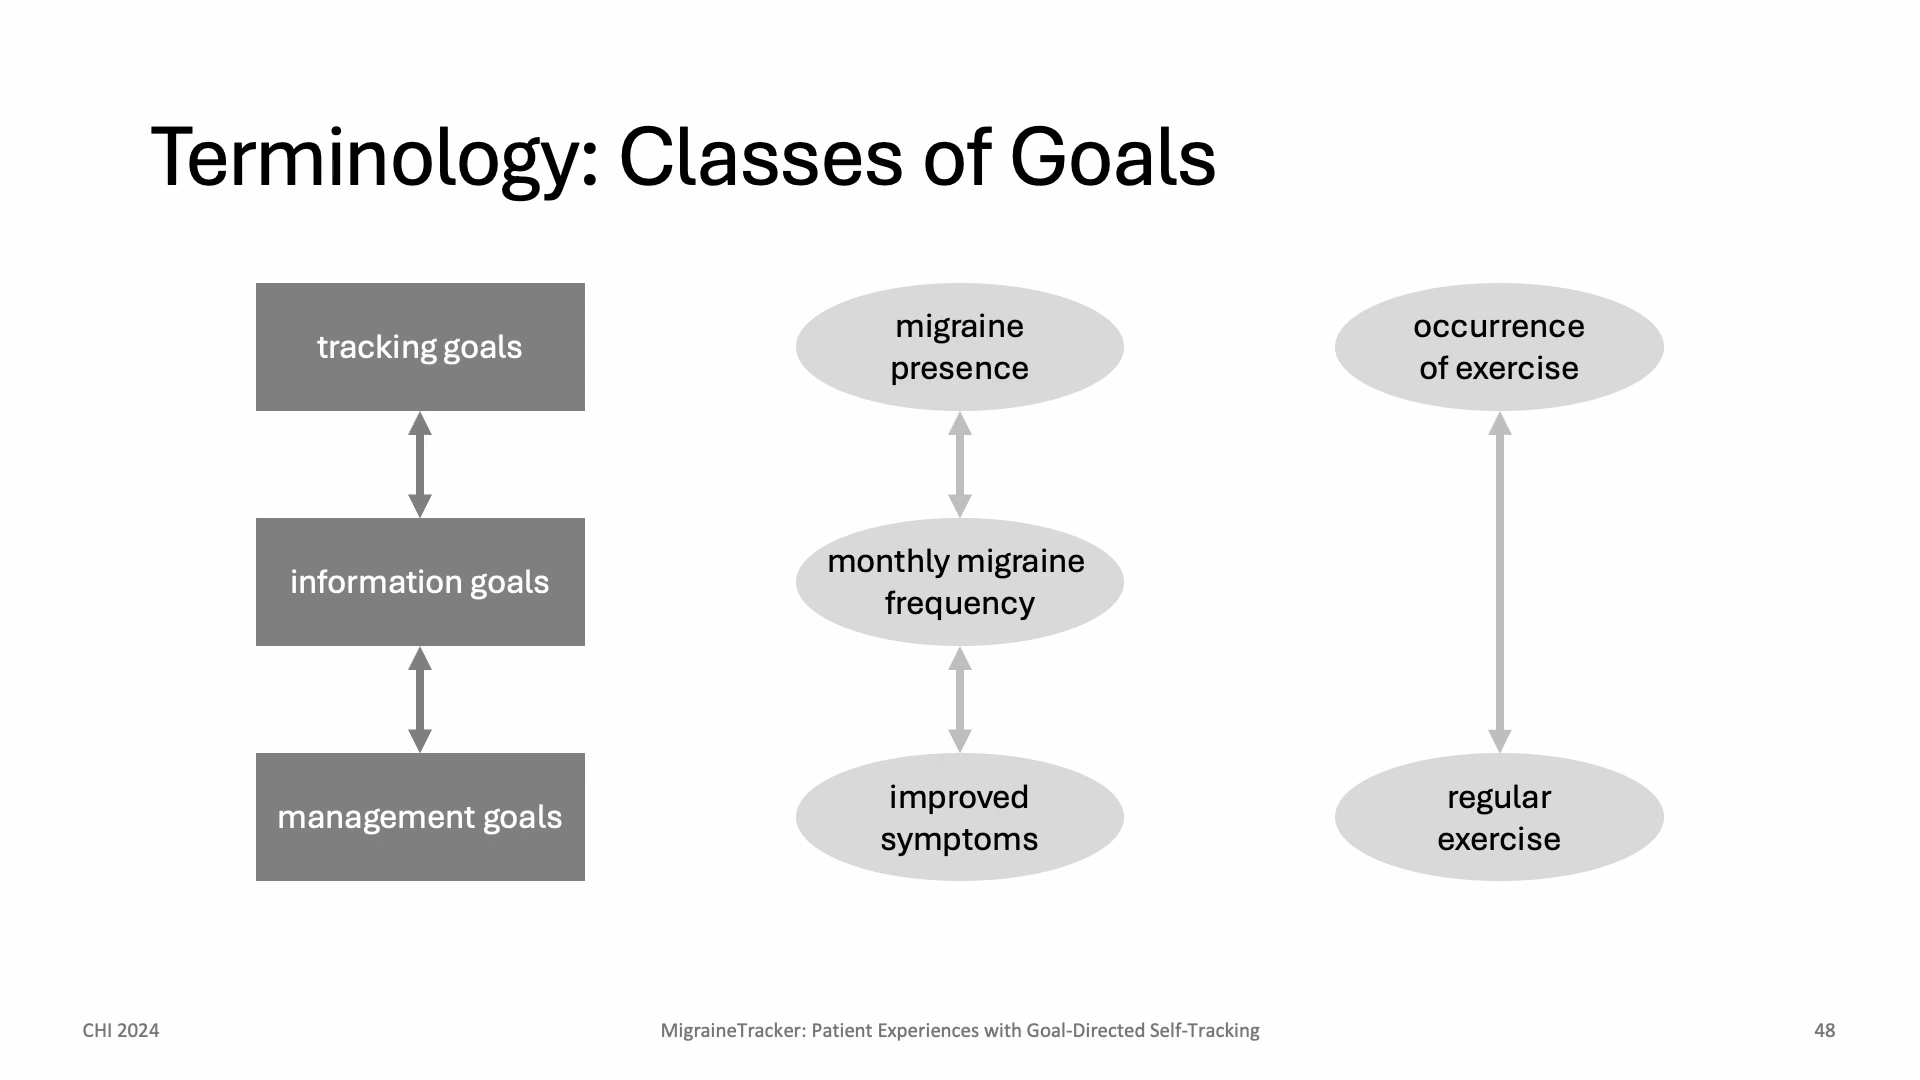 Terminology: Classes of Goals
tracking goals
migraine
presence
occurrence
of exercise
information goals
monthly migraine
frequency
management goals
improved
symptoms
regular
exercise
CHI 2024
MigraineTracker: Patient Experiences with Goal-Directed Self-Tracking
48